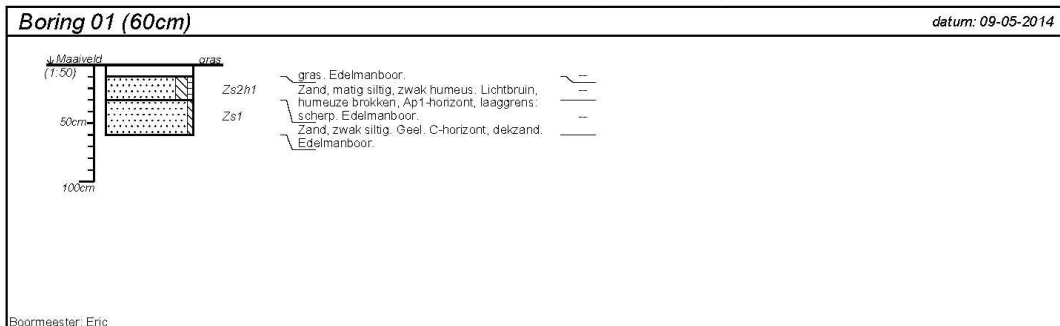 Boring 01 (60cm)
datum: 09-05-2014
↓ Maaiveld
gras
(1:50)
50cm
100cm
Zs2h1
Zs1
gras. Edelmanboor.
Zand, matig siltig, zwak humeus. Lichtbruin,
humeuze brokken, Ap1-horizont, laaggrens:
scherp. Edelmanboor.
Zand, zwak siltig. Geel. C-horizont, dekzand.
Edelmanboor.
--
--
--
Boormeester: Eric